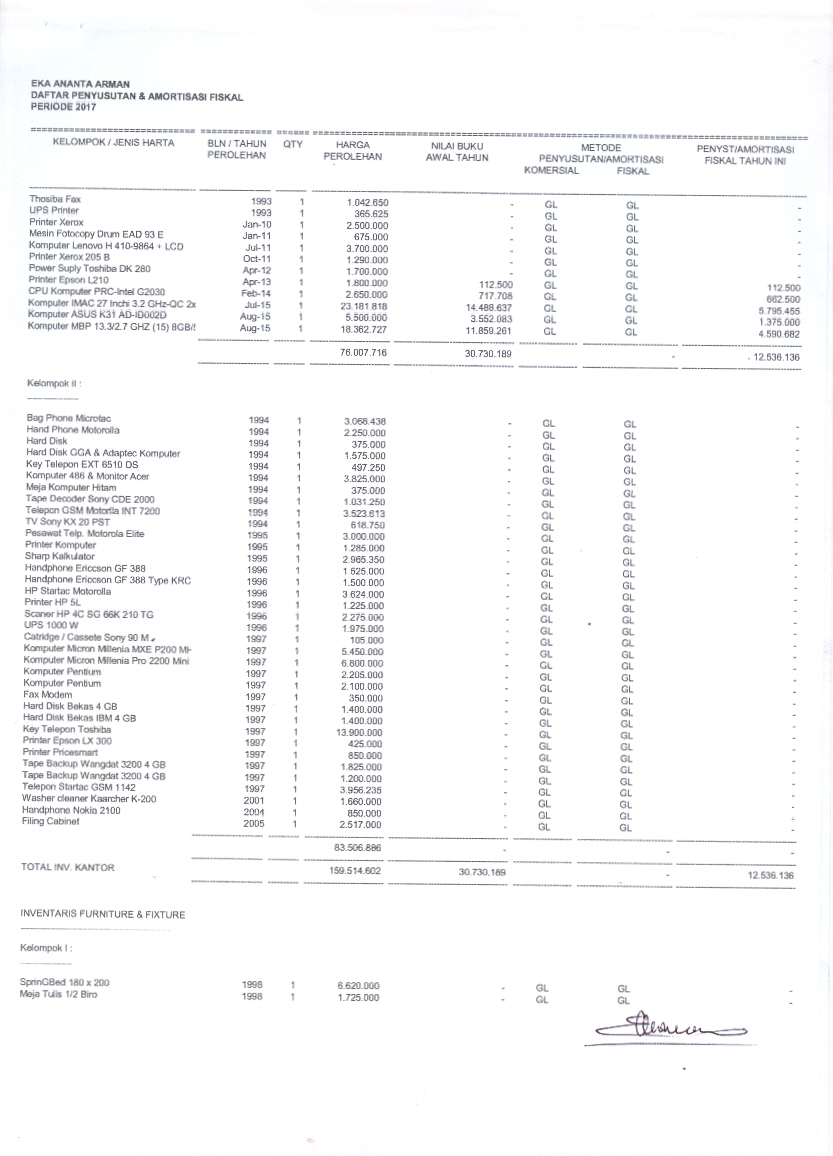 EKA ANANTA ARMAN
DAFTAR PENYUSUTAN & AMORTISASI FISKAL
PERIODE 2017
KELOMPOK / JENIS HARTA BLN / TAHUN QTY HARGA NILAI BUKU METODE PENYST/AMORTISASI
PEROLEHAN PEROLEHAN AWAL TAHUN PENYUSUTAN/AMORTISASI FISKAL TAHUN INI
KOMERSIAL FISKAL
Thosiba Fax 1993 1 1.042.650 - GL GL -
UPS Printer 1993 1 365.625 - GL GL -
Printer Xerox Jan-10 1 2.500.000 - GL GL -
Mesin Fotocopy Drum EAD 93 E Jan-11 1 675.000 - GL GL -
Komputer Lenovo H 410-9864 + LCD Jul-11 1 3.700.000 - GL GL -
Printer Xerox 205 B Oct-11 1 1.290.000 - GL GL -
Power Suply Toshiba DK 280 Apr-12 1 1.700.000 - GL GL -
Printer Epson L210 Apr-13 1 1.800.000 112.500 GL GL 112.500
CPU Komputer PRC-Intel G2030 Feb-14 1 2.650.000 717.708 GL GL 662.500
Komputer IMAC 27 Inchi 3.2 GHz-QC 2x Jul-15 1 23.181.818 14.488.637 GL GL 5.795.455
Komputer ASUS K31 AD-ID002D Aug-15 1 5.500.000 3.552.083 GL GL 1.375.000
Komputer MBP 13.3/2.7 GHZ (15) 8GB/ Aug-15 1 18.362.727 11.859.261 GL GL 4.590.682
76.007.716 30.730.189 - 12.536.136
Kelompok II :
Bag Phone Microtac 1994 1 3.068.438 - GL GL -
Hand Phone Motorolla 1994 1 2.250.000 - GL GL -
Hard Disk 1994 1 375.000 - GL GL -
Hard Disk GGA & Adaptec Komputer 1994 1 1.575.000 - GL GL -
Key Telepon EXT 6510 DS 1994 1 497.250 - GL GL -
Komputer 486 & Monitor Acer 1994 1 3.825.000 - GL GL -
Meja Komputer Hitam 1994 1 375.000 - GL GL -
Tape Decoder Sony CDE 2000 1994 1 1.031.250 - GL GL -
Telepon GSM Motorlla INT 7200 1994 1 3.523.613 - GL GL -
TV Sony KX 20 PST 1994 1 618.750 - GL GL -
Pesawat Telp. Motorola Elite 1995 1 3.000.000 - GL GL -
Printer Komputer 1995 1 1.285.000 - GL GL -
Sharp Kalkulator 1995 1 2.965.350 - GL GL -
Handphone Ericcson GF 388 1996 1 1.525.000 - GL GL -
Handphone Ericcson GF 388 Type KRC 1996 1 1.500.000 - GL GL -
HP Startac Motorolla 1996 1 3.624.000 - GL GL -
Printer HP 5L 1996 1 1.225.000 - GL GL -
Scaner HP 4C SG 66K 210 TG 1996 1 2.275.000 - GL GL -
UPS 1000 W 1996 1 1.975.000 - GL GL -
Catridge / Cassete Sony 90 M 1997 1 105.000 - GL GL -
Komputer Micron Millenia MXE P200 MH 1997 1 5.450.000 - GL GL -
Komputer Micron Millenia Pro 2200 Mini 1997 1 6.800.000 - GL GL -
Komputer Pentium 1997 1 2.205.000 - GL GL -
Komputer Pentium 1997 1 2.100.000 - GL GL -
Fax Modem 1997 1 350.000 - GL GL -
Hard Disk Bekas 4 GB 1997 1 1.400.000 - GL GL -
Hard Disk Bekas IBM 4 GB 1997 1 1.400.000 - GL GL -
Key Telepon Toshiba 1997 1 13.900.000 - GL GL -
Printer Epson LX 300 1997 1 425.000 - GL GL -
Printer Pricesmart 1997 1 850.000 - GL GL -
Tape Backup Wangdat 3200 4 GB 1997 1 1.825.000 - GL GL -
Tape Backup Wangdat 3200 4 GB 1997 1 1.200.000 - GL GL -
Telepon Startac GSM 1142 1997 1 3.956.235 - GL GL -
Washer cleaner Kaarcher K-200 2001 1 1.660.000 - GL GL -
Handphone Nokia 2100 2004 1 850.000 - GL GL -
Filing Cabinet 2005 1 2.517.000 - GL GL -
83.506.886 - - -
TOTAL INV. KANTOR 159.514.602 30.730.189 - 12.536.136
INVENTARIS FURNITURE & FIXTURE
Kelompok I :
SprinGBed 180 x 200 1998 1 6.620.000 - GL GL -
Meja Tulis 1/2 Biro 1998 1 1.725.000 - GL GL -